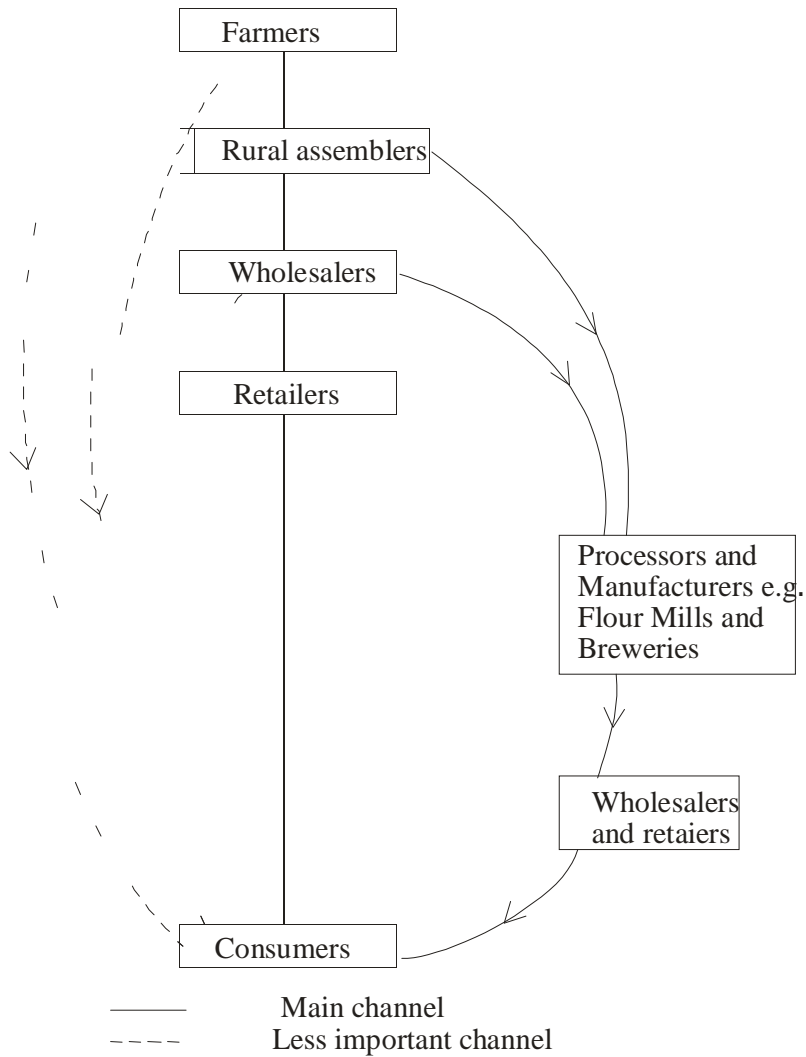 Farmers
Rural assemblers
Wholesalers
Retailers
Processors and
Manufacturers e.g.
Flour Mills and
Breweries
Wholesalers
and retaiers
Consumers
Main channel
Less important channel